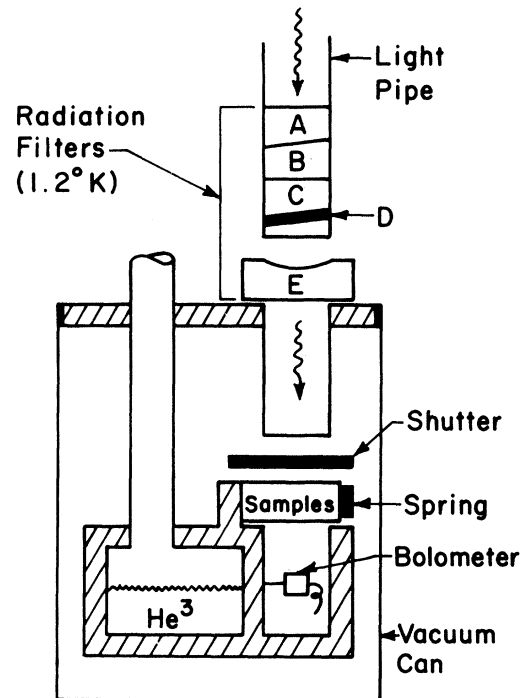 Light
Pipe
Radiation
Filters
(1.2°K)
A
B
C
D
E
Shutter
Samples
Spring
Bolometer
He³
Vacuum
Can